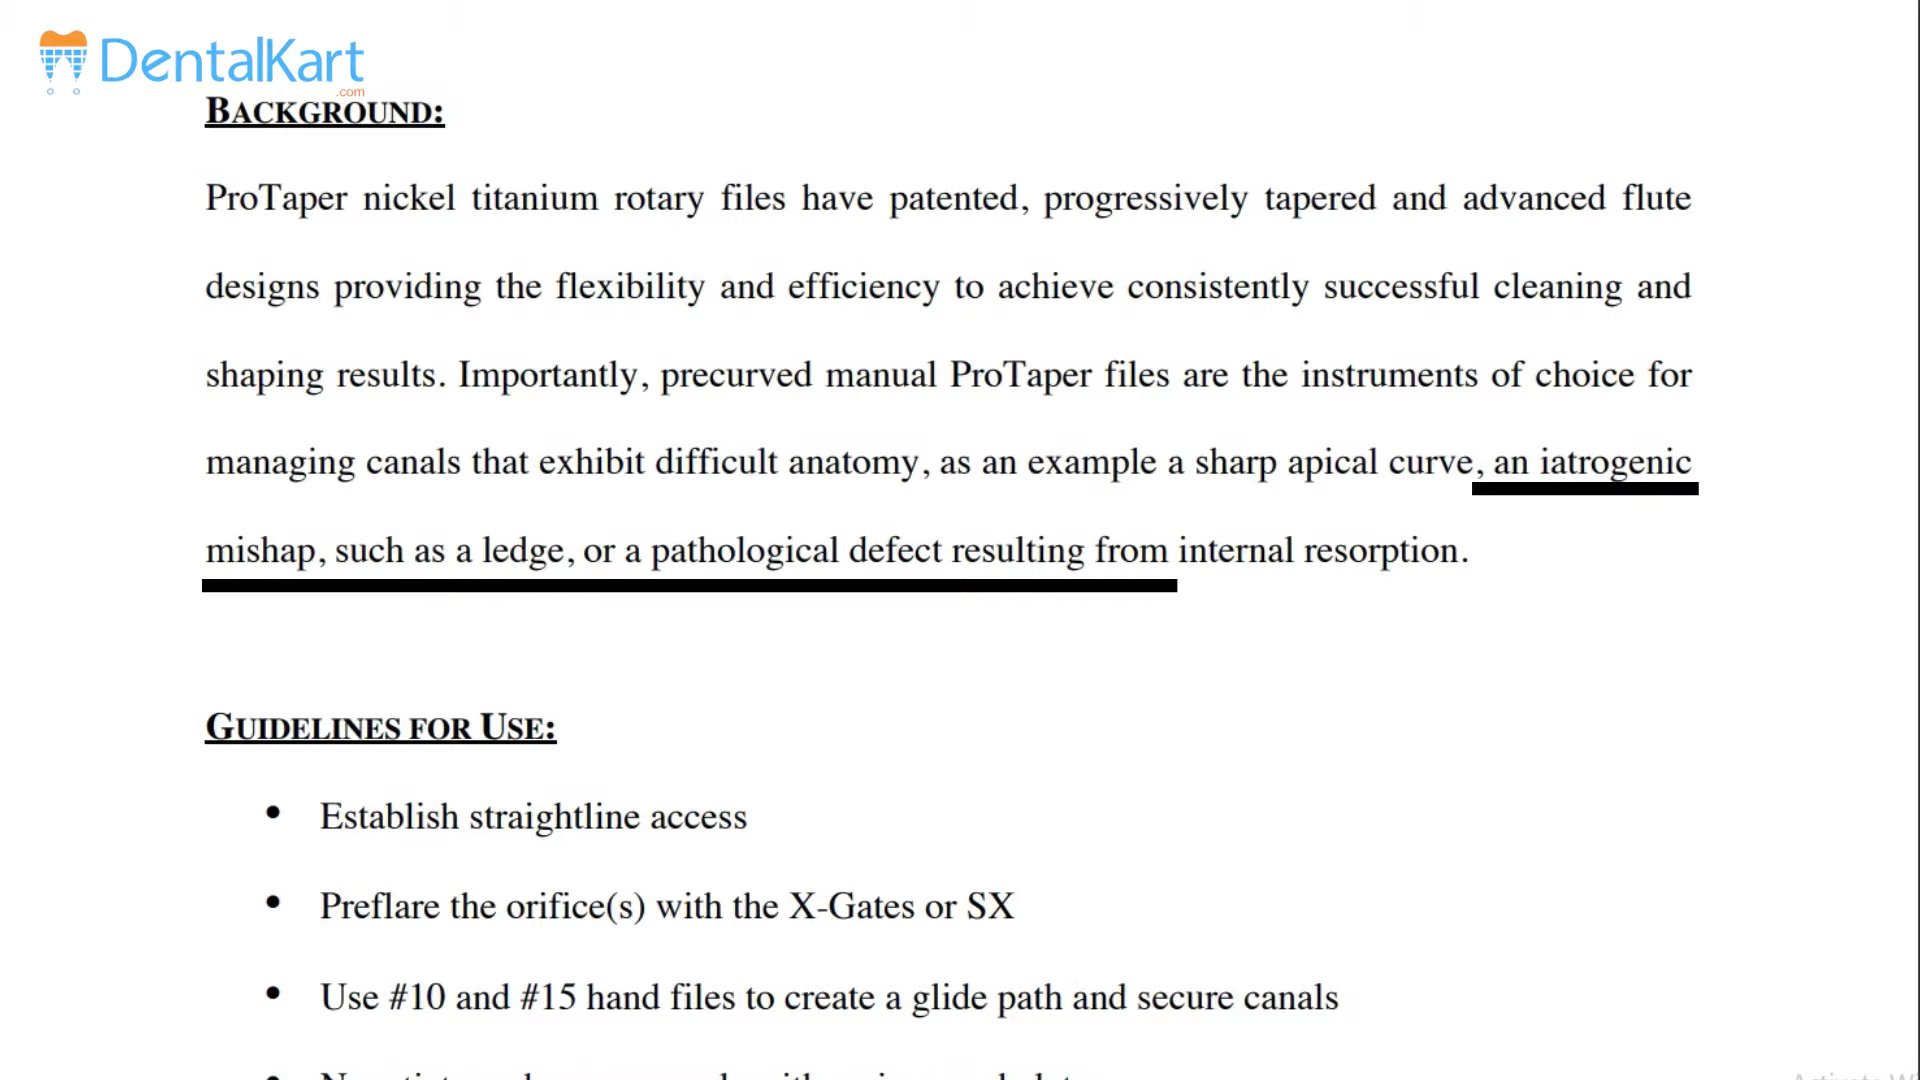 DentalKart
.com
BACKGROUND:
ProTaper nickel titanium rotary files have patented, progressively tapered and advanced flute
designs providing the flexibility and efficiency to achieve consistently successful cleaning and
shaping results. Importantly, precurved manual ProTaper files are the instruments of choice for
managing canals that exhibit difficult anatomy, as an example a sharp apical curve, an iatrogenic
mishap, such as a ledge, or a pathological defect resulting from internal resorption.
GUIDELINES FOR USE:
• Establish straightline access
• Preflare the orifice(s) with the X-Gates or SX
• Use #10 and #15 hand files to create a glide path and secure canals